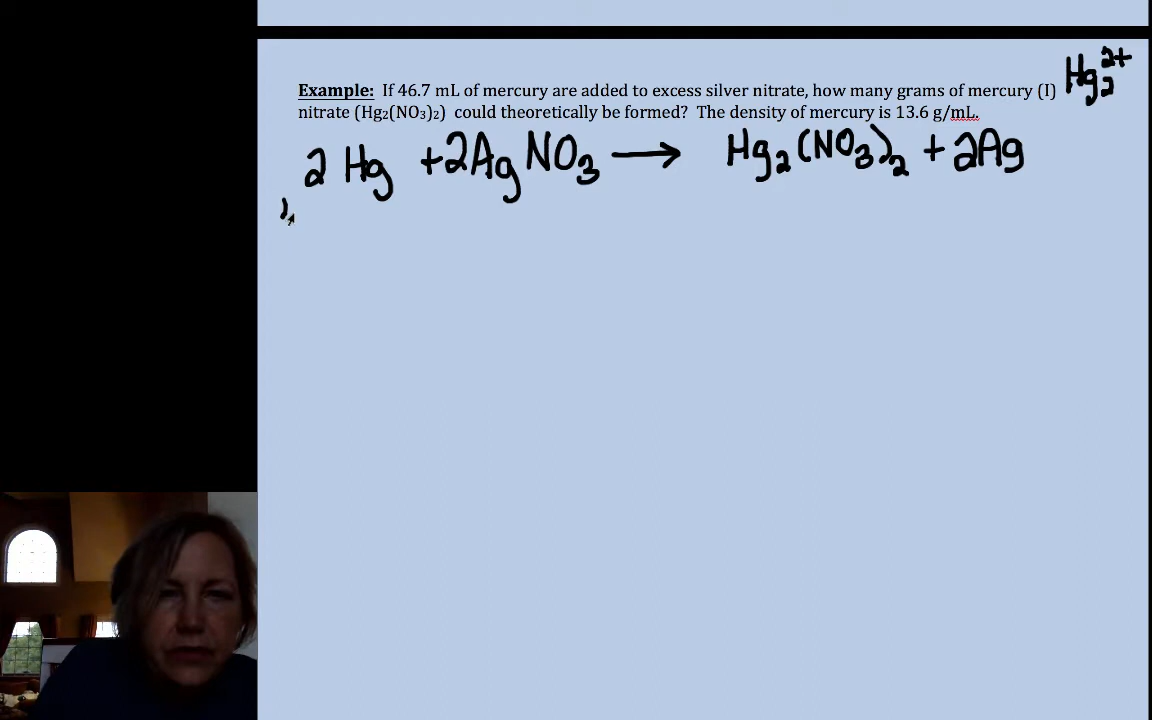 Example: If 46.7 mL of mercury are added to excess silver nitrate, how many grams of mercury (I)
nitrate (Hg2(NO3)2) could theoretically be formed? The density of mercury is 13.6 g/mL.
Hg₂²⁺
2 Hg + 2AgNO₃ → Hg₂(NO₃)₂ + 2Ag